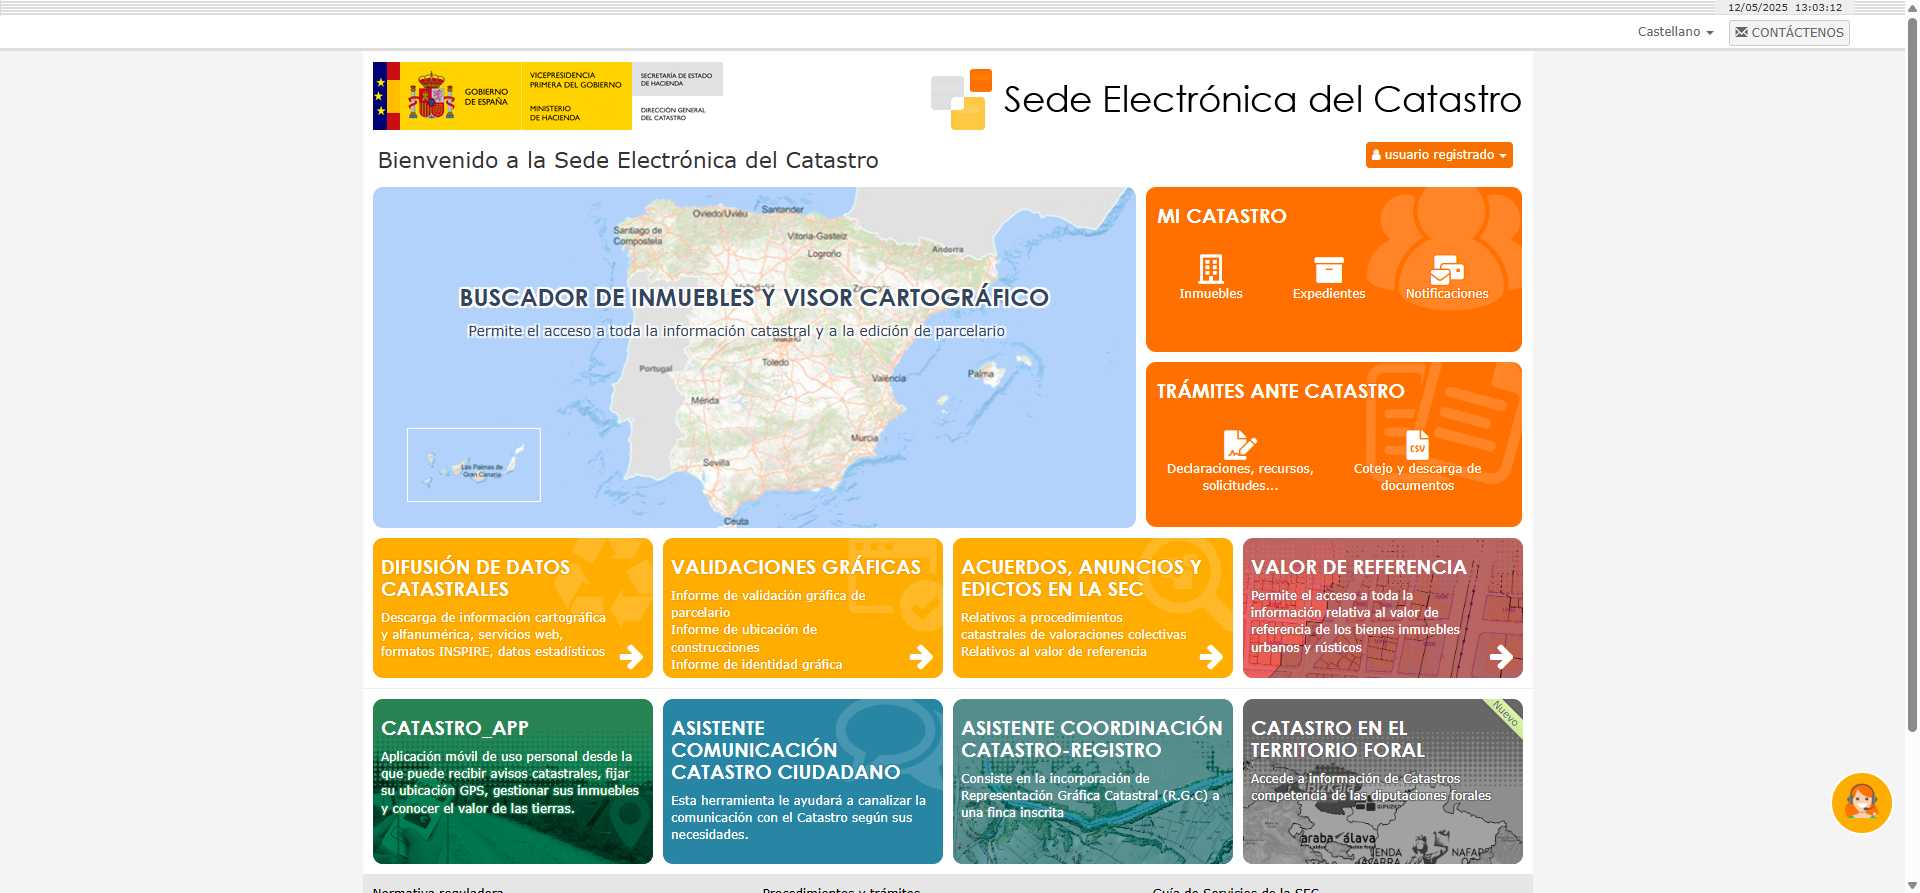 12/05/2025 13:03:12
Castellano
CONTÁCTENOS
GOBIERNO
DE ESPAÑA
VICEPRESIDENCIA
PRIMERA DEL GOBIERNO
MINISTERIO
DE HACIENDA
SECRETARÍA DE ESTADO
DE HACIENDA
DIRECCIÓN GENERAL
DEL CATASTRO
Sede Electrónica del Catastro
Bienvenido a la Sede Electrónica del Catastro
usuario registrado
Oviedo/Uviéu
Santander
Santiago de
Compostela
Vitoria-Gasteiz
Logroño
Andorra
BUSCADOR DE INMUEBLES Y VISOR CARTOGRÁFICO
Permite el acceso a toda la información catastral y a la edición de parcelario
Madrid
Toledo
Portugal
Valencia
Palma
Mérida
Murcia
Sevilla
Las Palmas de
Gran Canaria
Ceuta
MI CATASTRO
Inmuebles
Expedientes
Notificaciones
TRÁMITES ANTE CATASTRO
CSV
Declaraciones, recursos,
solicitudes...
Cotejo y descarga de
documentos
DIFUSIÓN DE DATOS
CATASTRALES
Descarga de información cartográfica
y alfanumérica, servicios web,
formatos INSPIRE, datos estadísticos
VALIDACIONES GRÁFICAS
Informe de validación gráfica de
parcelario
Informe de ubicación de
construcciones
Informe de identidad gráfica
ACUERDOS, ANUNCIOS Y
EDICTOS EN LA SEC
Relativos a procedimientos
catastrales de valoraciones colectivas
Relativos al valor de referencia
VALOR DE REFERENCIA
Permite el acceso a toda la
información relativa al valor de
referencia de los bienes inmuebles
urbanos y rústicos
CATASTRO_APP
Aplicación móvil de uso personal desde la
que puede recibir avisos catastrales, fijar
su ubicación GPS, gestionar sus inmuebles
y conocer el valor de las tierras.
ASISTENTE
COMUNICACIÓN
CATASTRO CIUDADANO
Esta herramienta le ayudará a canalizar la
comunicación con el Catastro según sus
necesidades.
ASISTENTE COORDINACIÓN
CATASTRO-REGISTRO
Consiste en la incorporación de
Representación Gráfica Catastral (R.G.C) a
una finca inscrita
Nuevo
CATASTRO EN EL
TERRITORIO FORAL
Accede a información de Catastros
competencia de las diputaciones forales
Bizkaia
araba álava
Normativa reguladora
Procedimientos y trámites
Guía de Servicios de la SEC